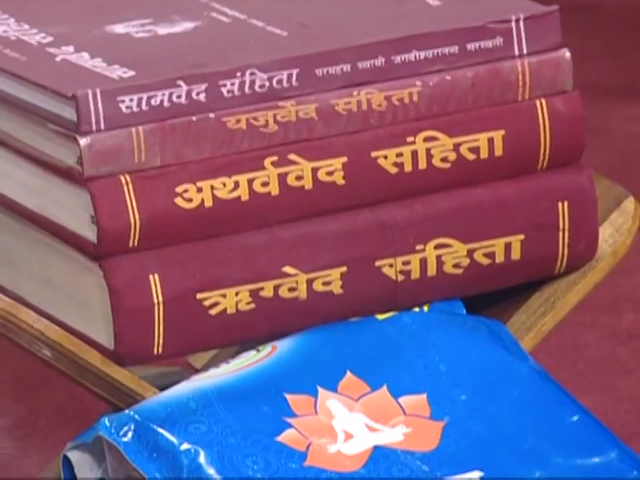 सामवेद संहिता परमहंस स्वामी जगदीश्वरानन्द सरस्वती
यजुर्वेद संहिता
अथर्ववेद संहिता
ऋग्वेद संहिता